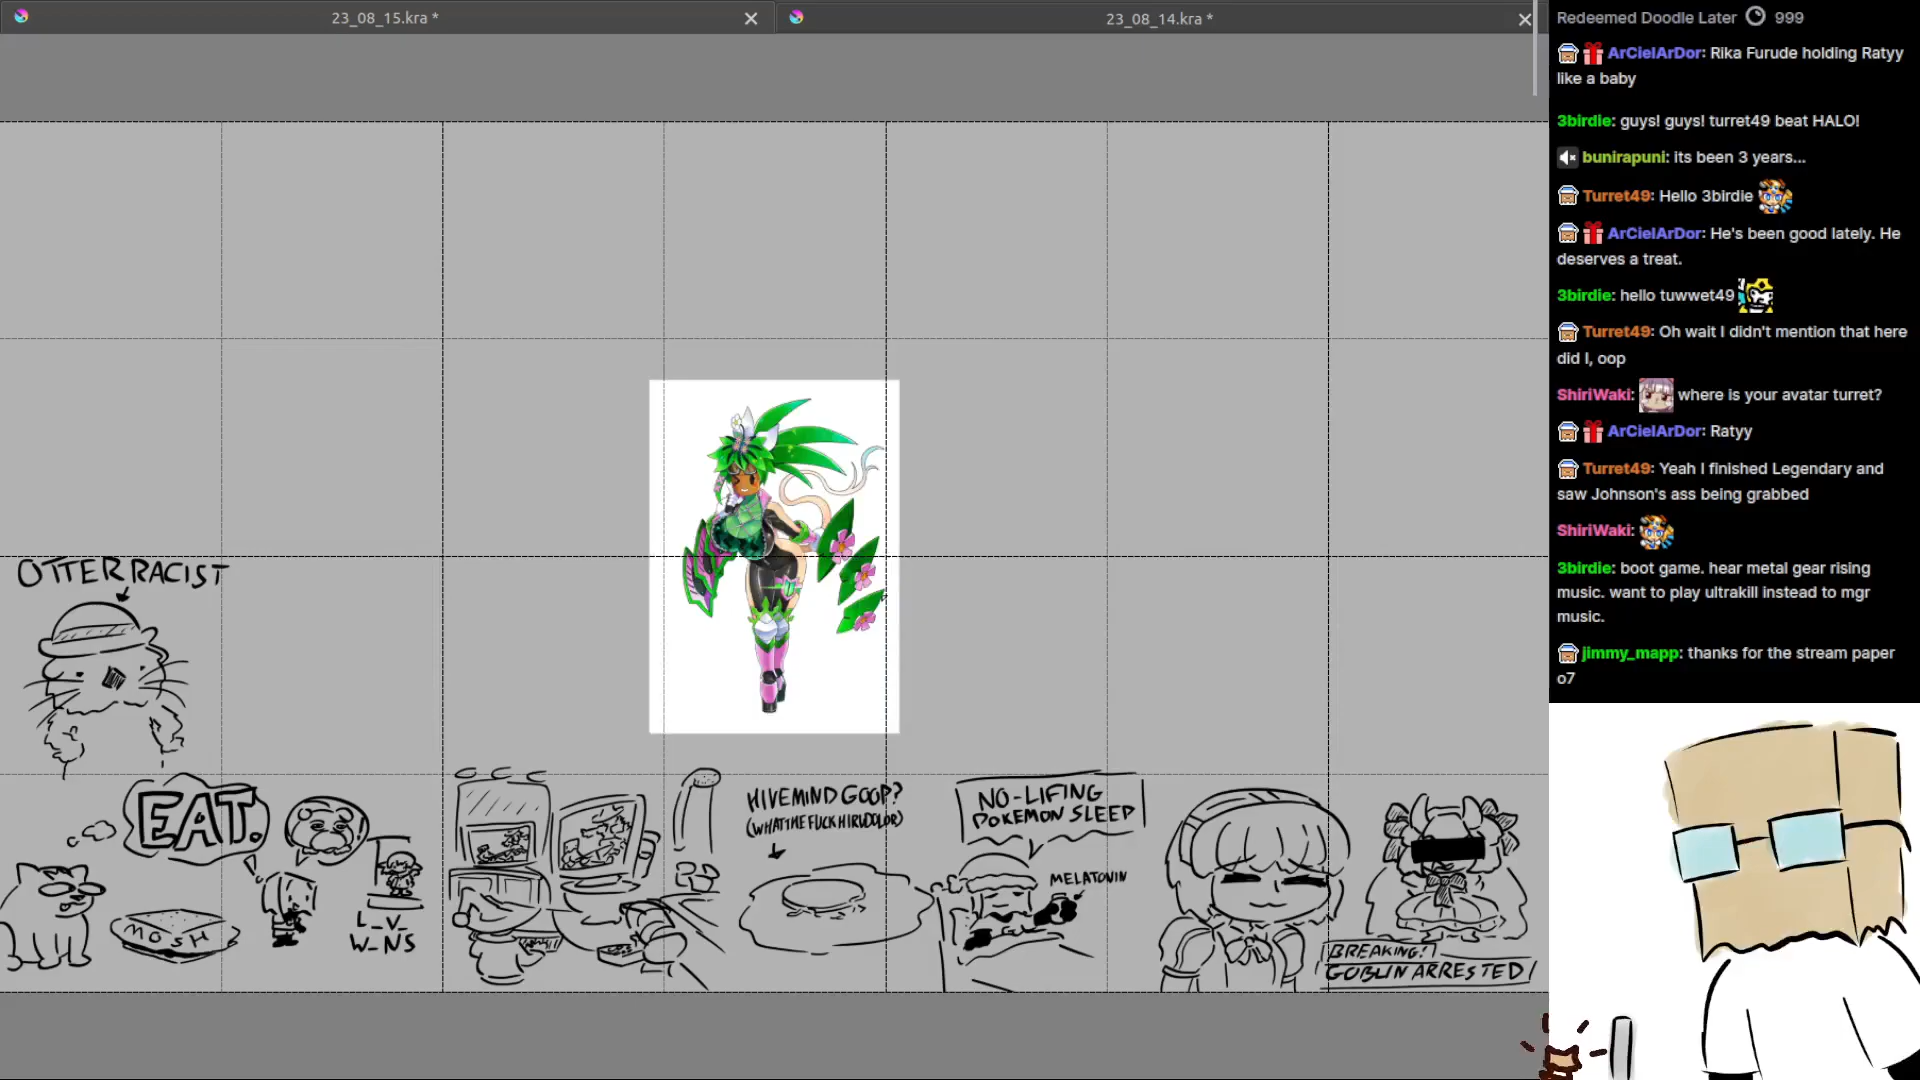 23_08_15.kra *
23_08_14.kra *
Redeemed Doodle Later 999
ArCielArDor: Rika Furude holding Ratyy
like a baby
3birdie: guys! guys! turret49 beat HALO!
bunirapuni: its been 3 years...
Turret49: Hello 3birdie
ArCielArDor: He's been good lately. He
deserves a treat.
3birdie: hello tuwwet49
Turret49: Oh wait I didn't mention that here
did I, oop
ShiriWaki: where is your avatar turret?
ArCielArDor: Ratyy
Turret49: Yeah I finished Legendary and
saw Johnson's ass being grabbed
ShiriWaki:
3birdie: boot game. hear metal gear rising
music. want to play ultrakill instead to mgr
music.
jimmy_mapp: thanks for the stream paper
o7
OTTER RACIST
EAT.
MOSH
L_V_
W_NS
HIVEMIND GOOP?
(WHAT THE FUCK HIRUDOLOR)
NO-LIFING
POKEMON SLEEP
MELATONIN
BREAKING!
GOBLIN ARRESTED!